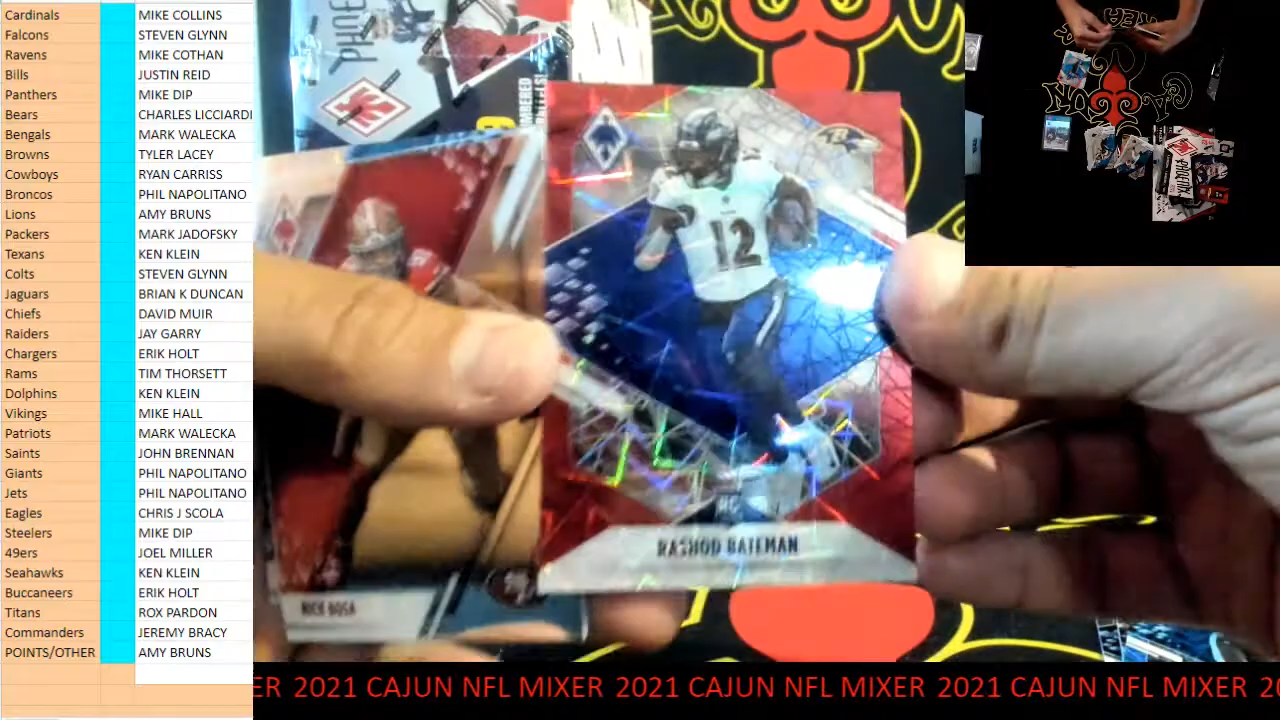 Cardinals MIKE COLLINS
Falcons STEVEN GLYNN
Ravens MIKE COTHAN
Bills JUSTIN REID
Panthers MIKE DIP
Bears CHARLES LICCIARDI
Bengals MARK WALECKA
Browns TYLER LACEY
Cowboys RYAN CARRISS
Broncos PHIL NAPOLITANO
Lions AMY BRUNS
Packers MARK JADOFSKY
Texans KEN KLEIN
Colts STEVEN GLYNN
Jaguars BRIAN K DUNCAN
Chiefs DAVID MUIR
Raiders JAY GARRY
Chargers ERIK HOLT
Rams TIM THORSETT
Dolphins KEN KLEIN
Vikings MIKE HALL
Patriots MARK WALECKA
Saints JOHN BRENNAN
Giants PHIL NAPOLITANO
Jets PHIL NAPOLITANO
Eagles CHRIS J SCOLA
Steelers MIKE DIP
49ers JOEL MILLER
Seahawks KEN KLEIN
Buccaneers ERIK HOLT
Titans ROX PARDON
Commanders JEREMY BRACY
POINTS/OTHER AMY BRUNS
12
RASHOD BATEMAN
NICK BOSA
ER 2021 CAJUN NFL MIXER 2021 CAJUN NFL MIXER 2021 CAJUN NFL MIXER 20